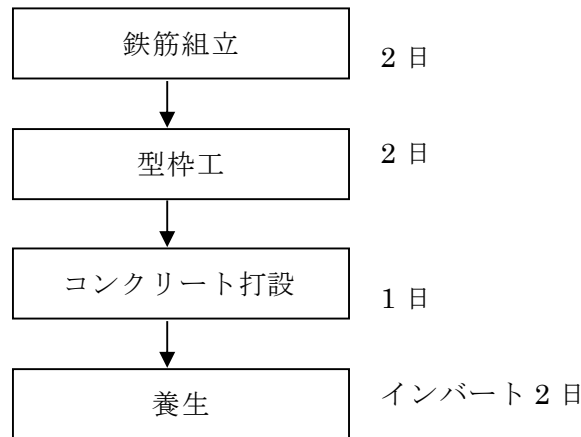 鉄筋組立
2 日
型枠工
2 日
コンクリート打設
1 日
養生
インバート 2 日